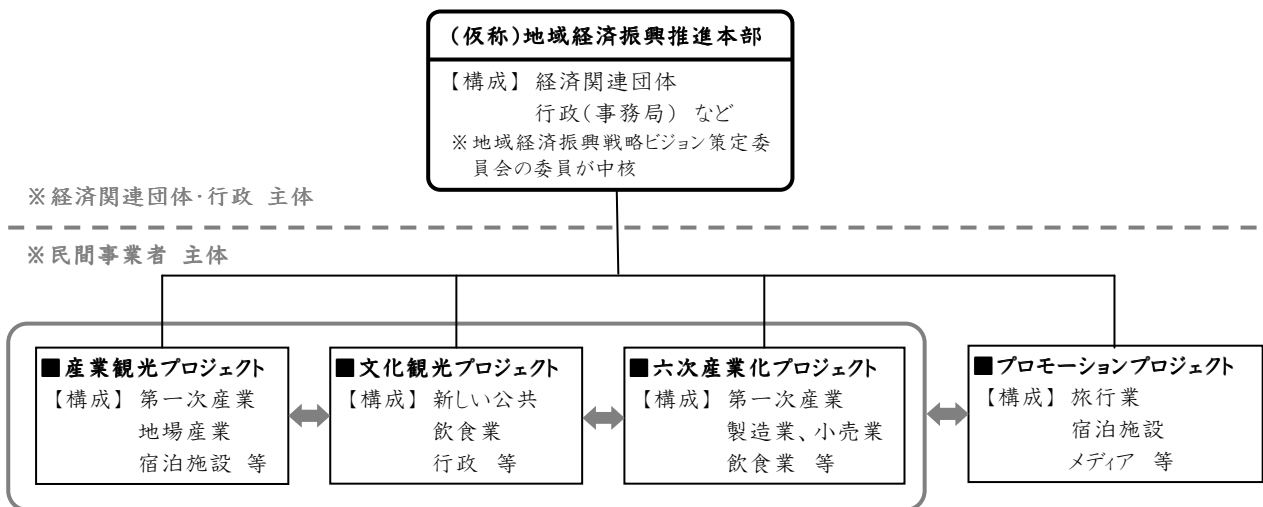 (仮称)地域経済振興推進本部
【構成】 経済関連団体
行政(事務局) など
※地域経済振興戦略ビジョン策定委
員会の委員が中核
※経済関連団体・行政 主体
※民間事業者 主体
■産業観光プロジェクト
【構成】 第一次産業
地場産業
宿泊施設 等
■文化観光プロジェクト
【構成】 新しい公共
飲食業
行政 等
■六次産業化プロジェクト
【構成】 第一次産業
製造業、小売業
飲食業 等
■プロモーションプロジェクト
【構成】 旅行業
宿泊施設
メディア 等